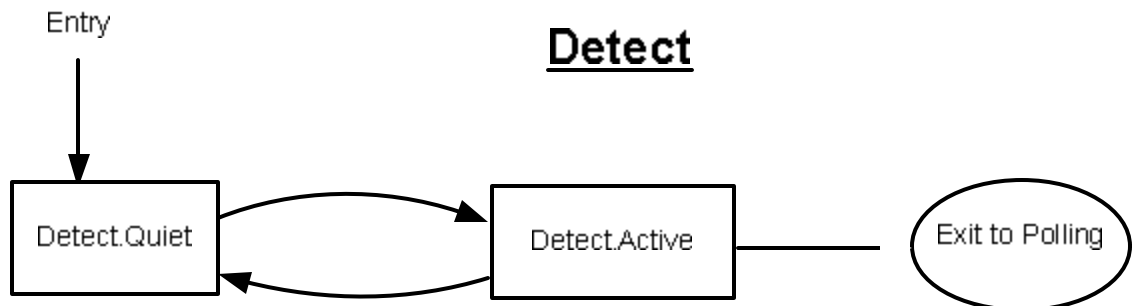 Entry
Detect
Detect.Quiet
Detect.Active
Exit to Polling